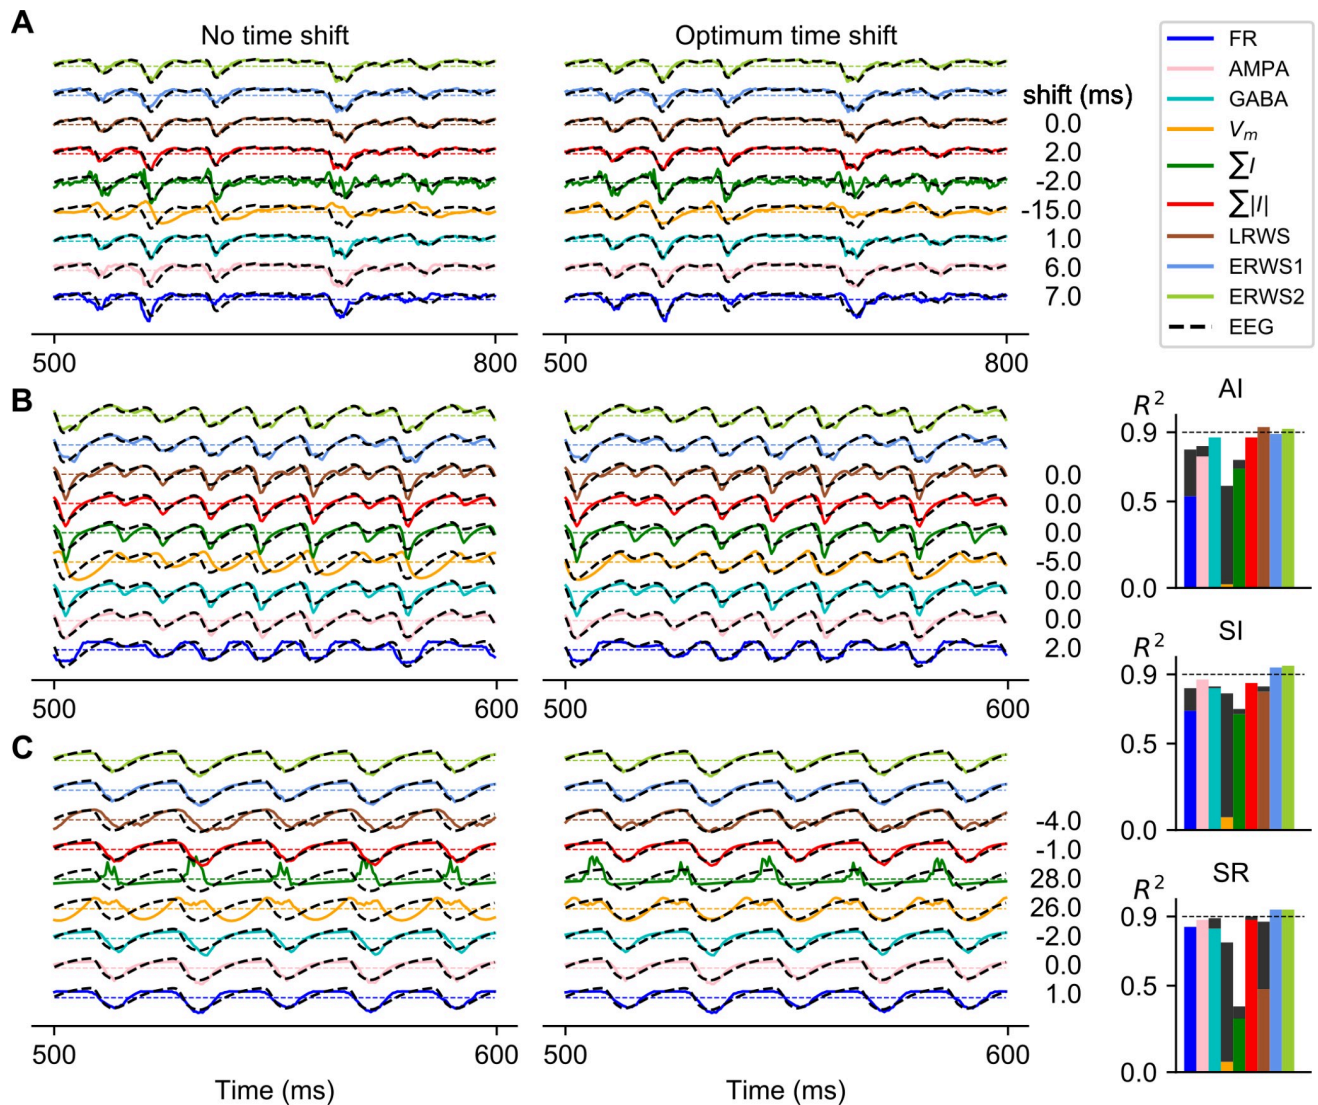 A
No time shift
Optimum time shift
shift (ms)
0.0
2.0
-2.0
-15.0
1.0
6.0
7.0
500
800
500
800
FR
AMPA
GABA
Vm
∑I
∑|I|
LRWS
ERWS1
ERWS2
EEG
B
0.0
0.0
0.0
-5.0
0.0
0.0
2.0
500
600
500
600
AI
R²
0.9
0.5
0.0
SI
R²
0.9
0.5
0.0
C
-4.0
-1.0
28.0
26.0
-2.0
0.0
1.0
500
600
500
600
Time (ms)
Time (ms)
SR
R²
0.9
0.5
0.0